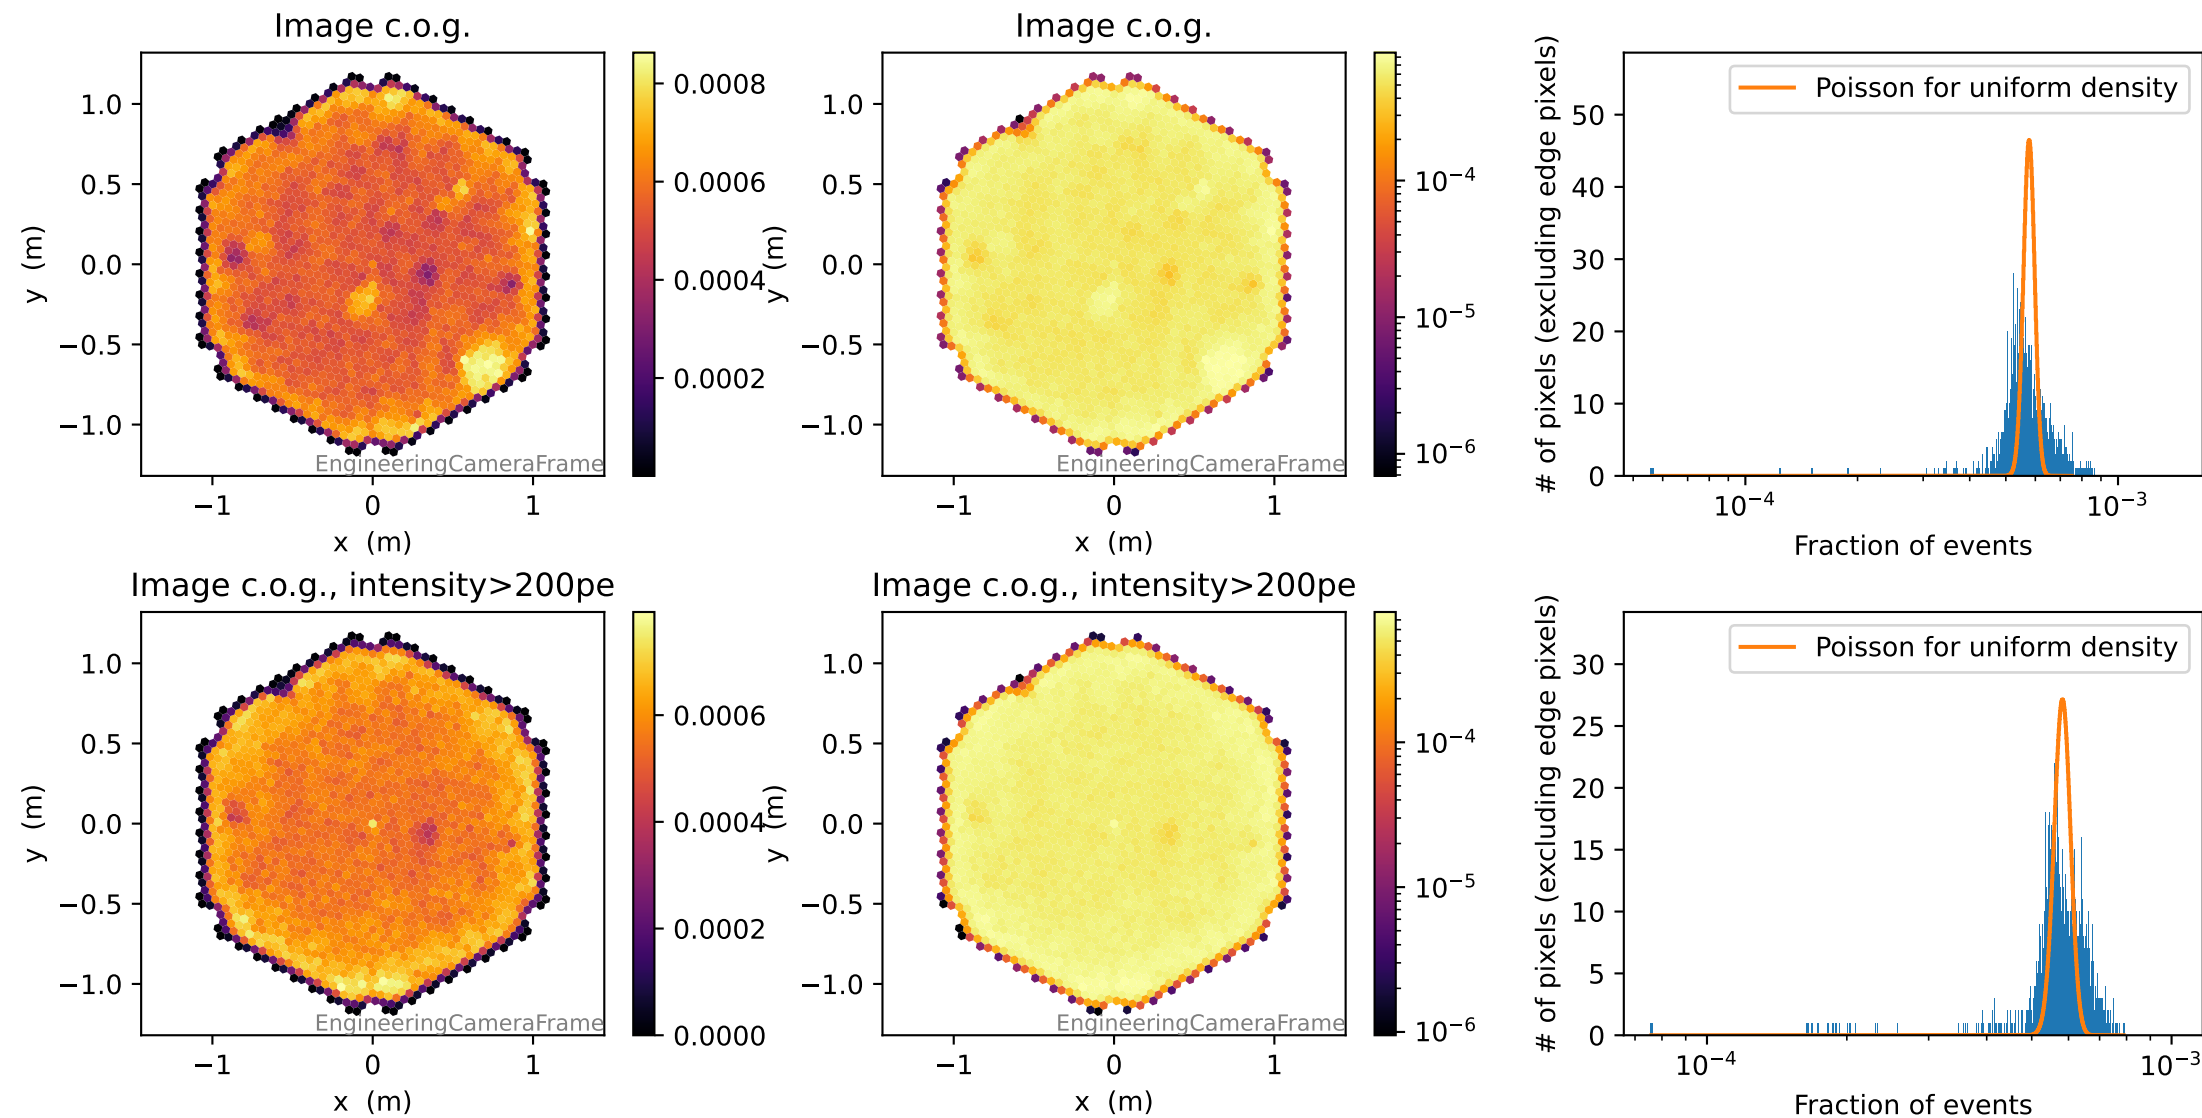 Image c.o.g.
y (m)
1.0
0.5
0.0
−0.5
−1.0
−1
0
1
x (m)
EngineeringCameraFrame
0.0008
0.0006
0.0004
0.0002
Image c.o.g.
y (m)
1.0
0.5
0.0
−0.5
−1.0
−1
0
1
x (m)
EngineeringCameraFrame
10⁻⁴
10⁻⁵
10⁻⁶
# of pixels (excluding edge pixels)
50
40
30
20
10
0
Poisson for uniform density
10⁻⁴
10⁻³
Fraction of events
Image c.o.g., intensity>200pe
y (m)
1.0
0.5
0.0
−0.5
−1.0
−1
0
1
x (m)
EngineeringCameraFrame
0.0006
0.0004
0.0002
0.0000
Image c.o.g., intensity>200pe
y (m)
1.0
0.5
0.0
−0.5
−1.0
−1
0
1
x (m)
EngineeringCameraFrame
10⁻⁴
10⁻⁵
10⁻⁶
# of pixels (excluding edge pixels)
30
25
20
15
10
5
0
Poisson for uniform density
10⁻⁴
10⁻³
Fraction of events